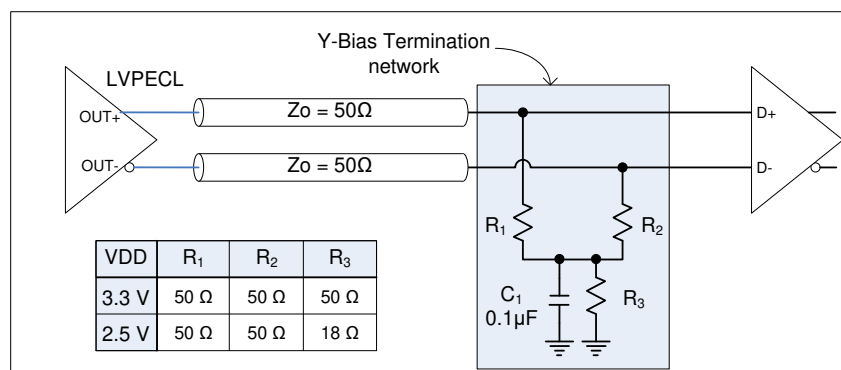 Y-Bias Termination
network
LVPECL
OUT+
OUT-
Zo = 50Ω
Zo = 50Ω
D+
D-
R1
R2
C1
0.1µF
R3
VDD R1 R2 R3
3.3 V 50 Ω 50 Ω 50 Ω
2.5 V 50 Ω 50 Ω 18 Ω